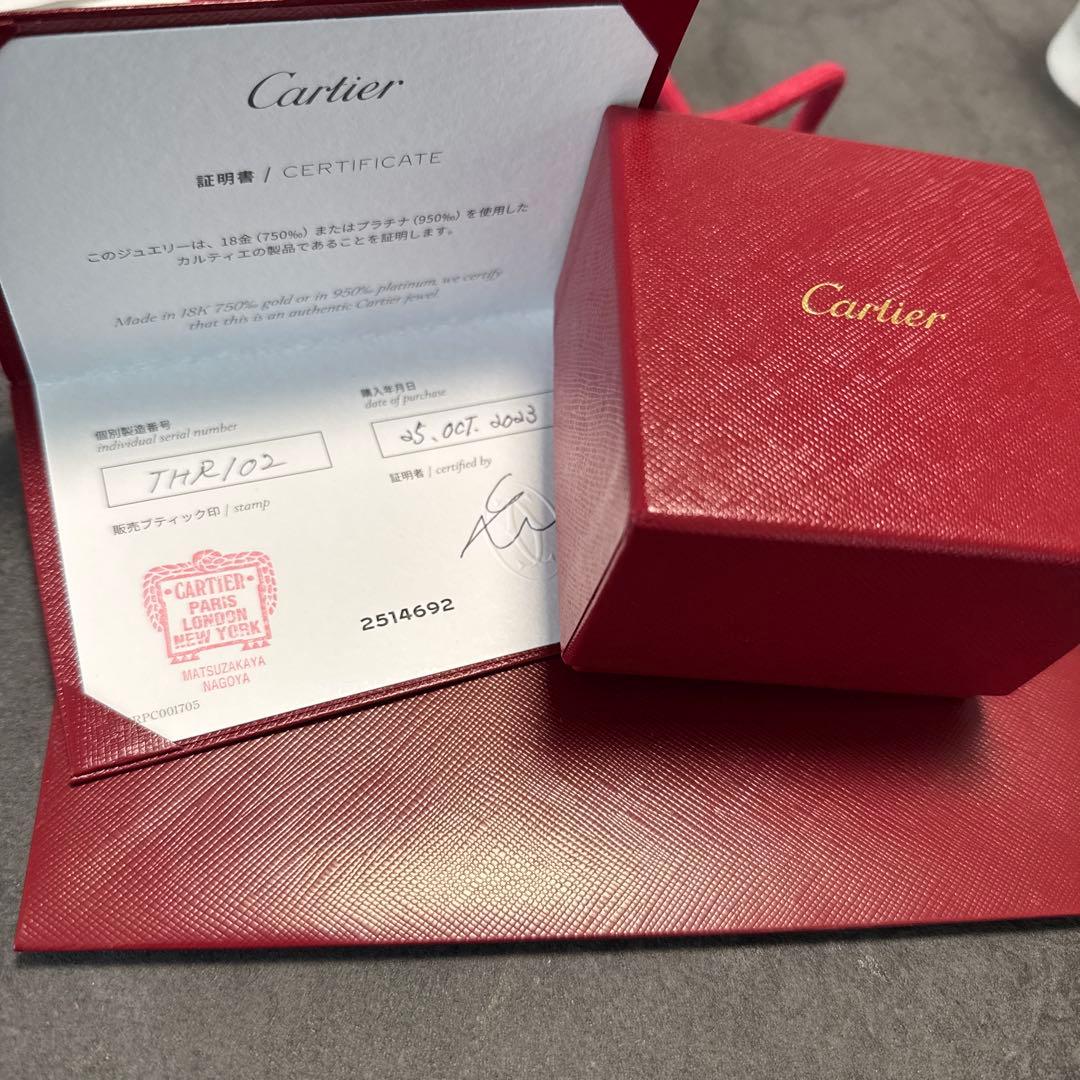 Cartier
証明書 / CERTIFICATE
このジュエリーは、18金 (750‰) またはプラチナ (950‰) を使用した
カルティエの製品であることを証明します。
Made in 18K 750‰ gold or in 950‰ platinum, we certify
that this is an authentic Cartier jewel.
個別製造番号
individual serial number
THR102
購入年月日
date of purchase
25. OCT. 2023
販売ブティック印 / stamp
証明者 / certified by
CARTIER
PARIS
LONDON
NEW YORK
MATSUZAKAYA
NAGOYA
2514692
RPC001705
Cartier